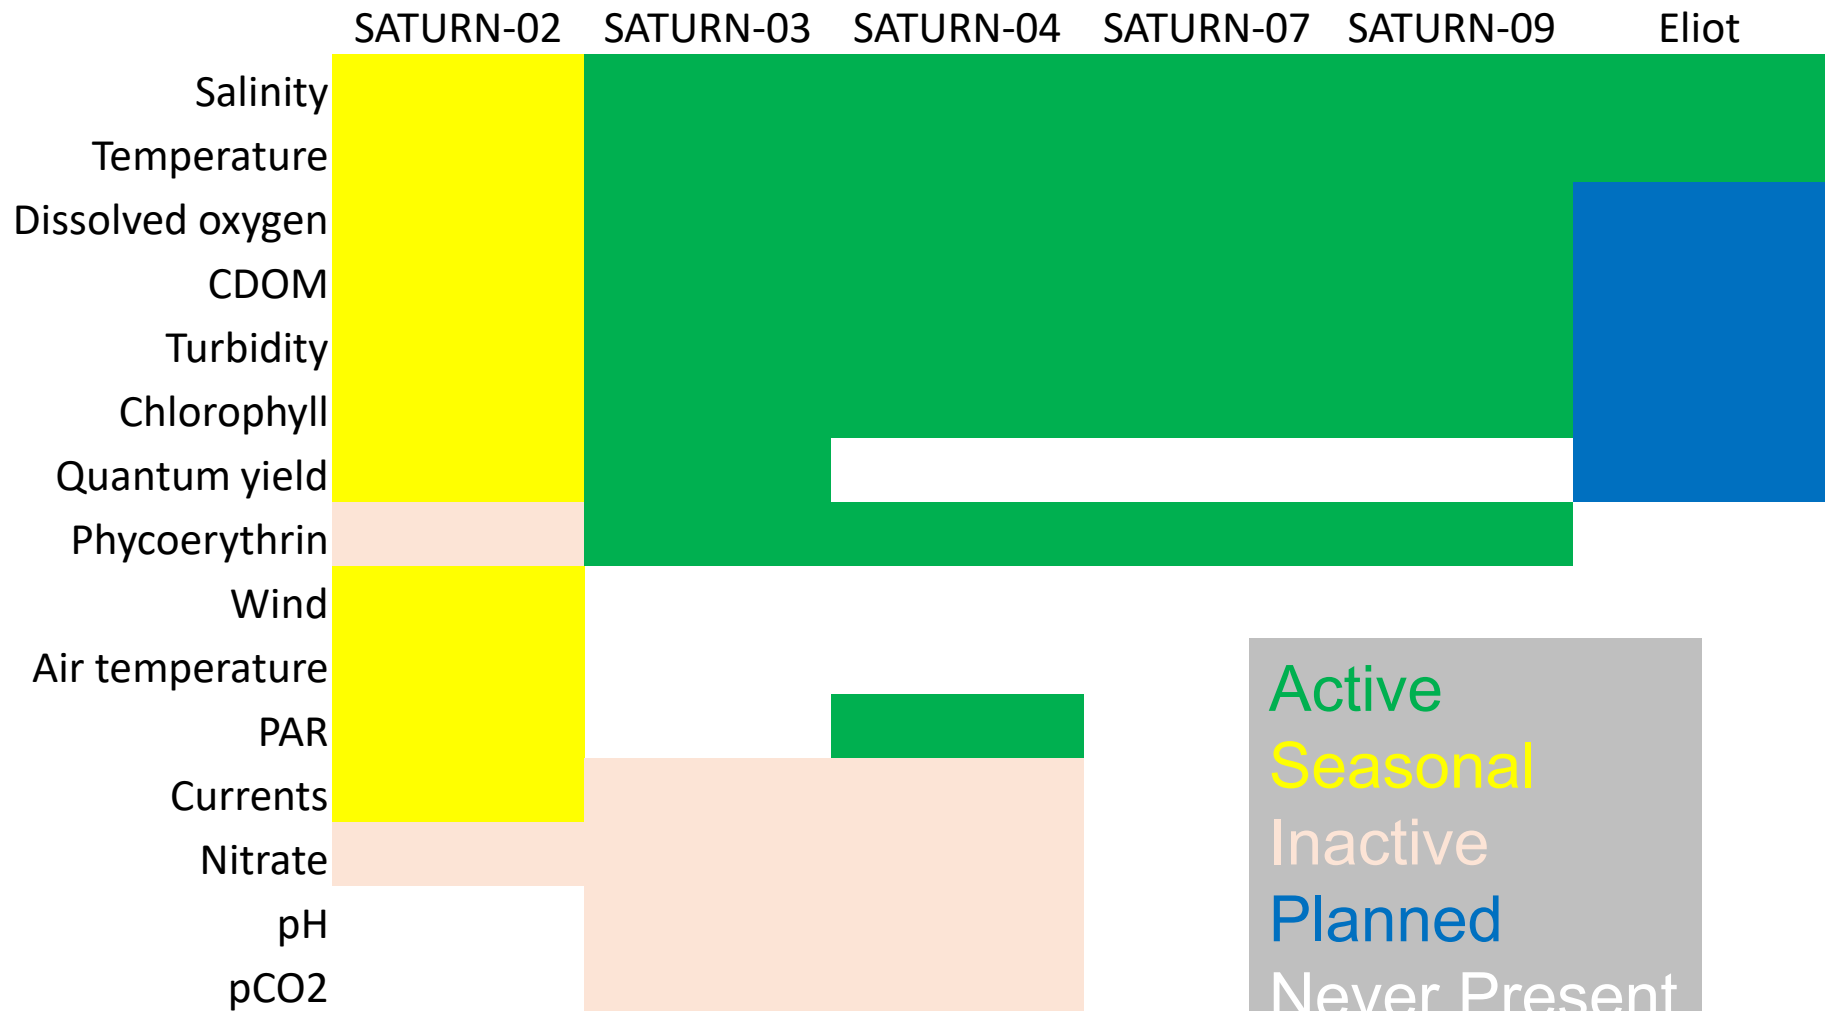 SATURN-02 SATURN-03 SATURN-04 SATURN-07 SATURN-09 Eliot
Salinity
Temperature
Dissolved oxygen
CDOM
Turbidity
Chlorophyll
Quantum yield
Phycoerythrin
Wind
Air temperature
PAR
Currents
Nitrate
pH
pCO2
Active
Seasonal
Inactive
Planned
Never Present